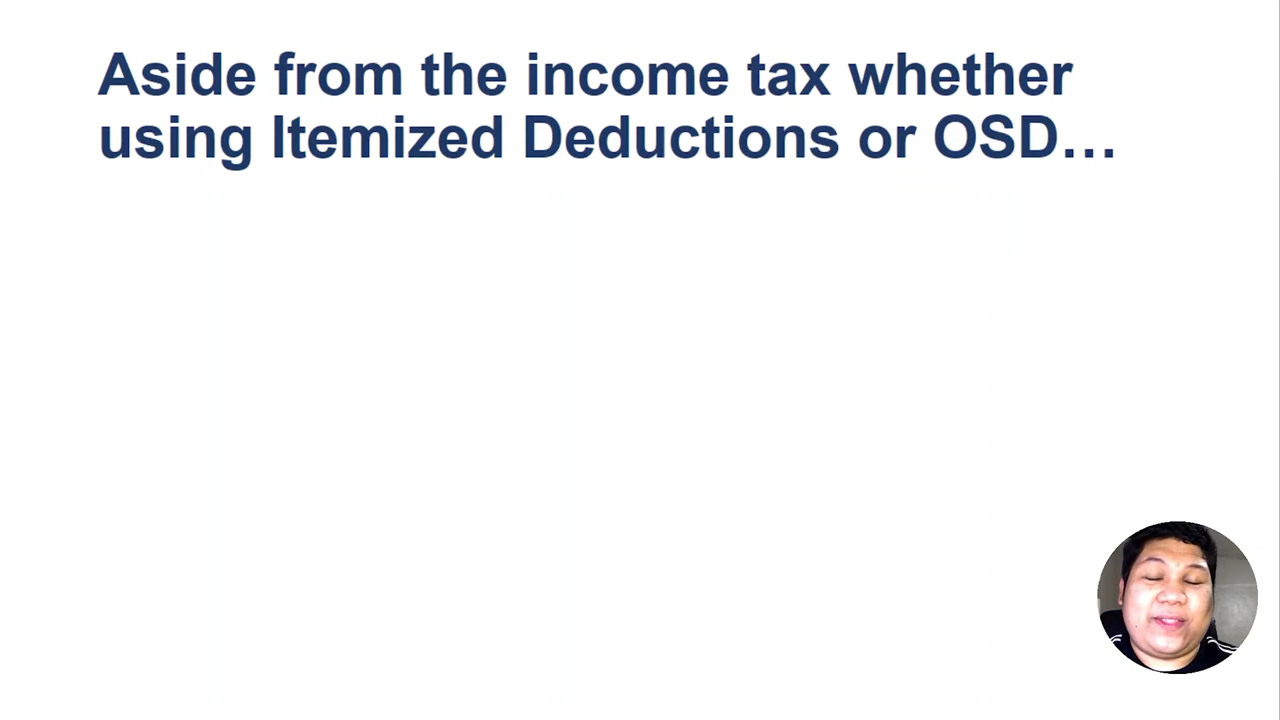 Aside from the income tax whether
using Itemized Deductions or OSD…